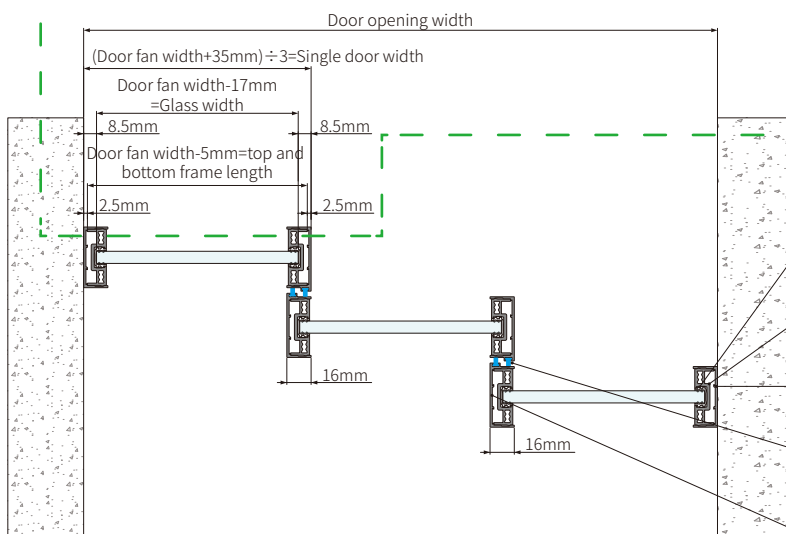 Door opening width
(Door fan width+35mm)÷3=Single door width
Door fan width-17mm
=Glass width
8.5mm
8.5mm
Door fan width-5mm=top and
bottom frame length
2.5mm
2.5mm
16mm
16mm